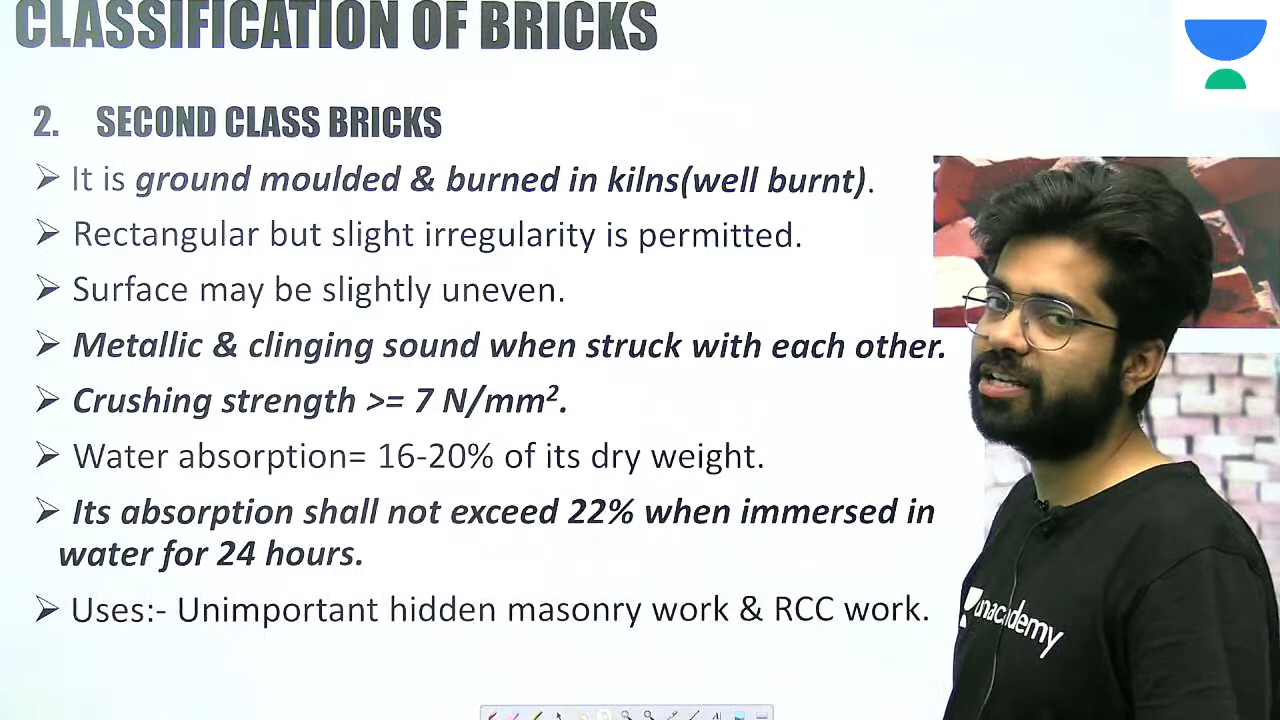 CLASSIFICATION OF BRICKS
2. SECOND CLASS BRICKS
➢ It is ground moulded & burned in kilns(well burnt).
➢ Rectangular but slight irregularity is permitted.
➢ Surface may be slightly uneven.
➢ Metallic & clinging sound when struck with each other.
➢ Crushing strength >= 7 N/mm².
➢ Water absorption= 16-20% of its dry weight.
➢ Its absorption shall not exceed 22% when immersed in
water for 24 hours.
➢ Uses:- Unimportant hidden masonry work & RCC work.
unacademy